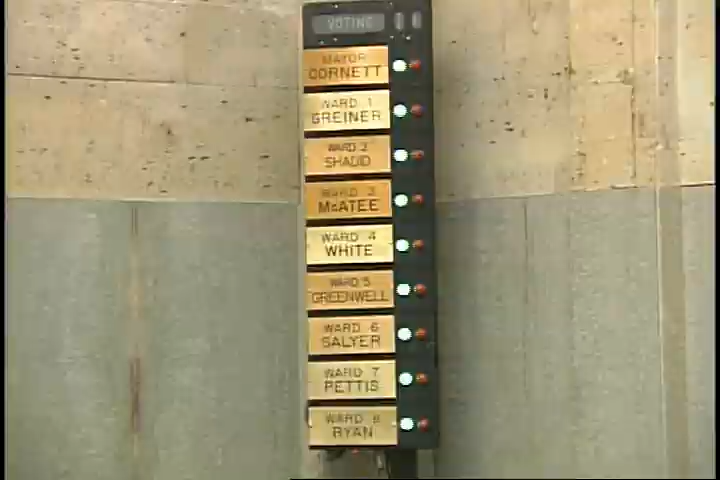 VOTING
MAYOR
CORNETT
WARD 1
GREINER
WARD 2
SHADID
WARD 3
McATEE
WARD 4
WHITE
WARD 5
GREENWELL
WARD 6
SALYER
WARD 7
PETTIS
WARD 8
RYAN